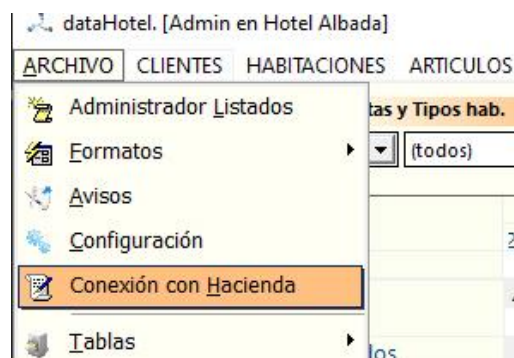 dataHotel. [Admin en Hotel Albada]
ARCHIVO CLIENTES HABITACIONES ARTICULOS
Administrador Listados
tas y Tipos hab.
Formatos
(todos)
Avisos
Configuración
Conexión con Hacienda
Tablas
los